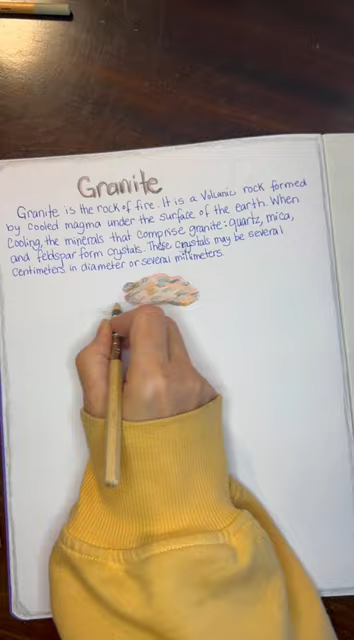 Granite
Granite is the rock of fire. It is a Volcanic rock formed
by cooled magma under the surface of the earth. When
Cooling, the minerals that comprise granite: quartz, mica,
and feldspar form crystals. These crystals may be several
centimeters in diameter or several milimeters.